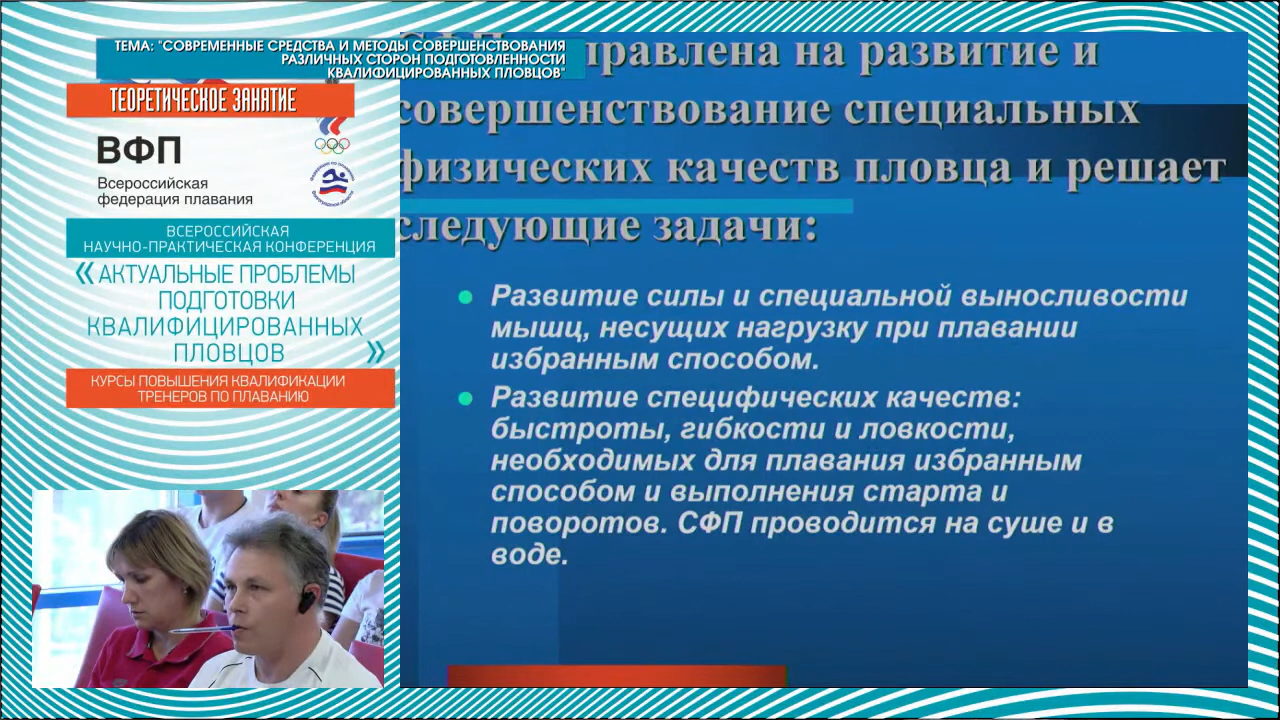 ТЕМА: "СОВРЕМЕННЫЕ СРЕДСТВА И МЕТОДЫ СОВЕРШЕНСТВОВАНИЯ
РАЗЛИЧНЫХ СТОРОН ПОДГОТОВЛЕННОСТИ
КВАЛИФИЦИРОВАННЫХ ПЛОВЦОВ"
ТЕОРЕТИЧЕСКОЕ ЗАНЯТИЕ
ВФП
Всероссийская
федерация плавания
ВСЕРОССИЙСКАЯ
НАУЧНО-ПРАКТИЧЕСКАЯ КОНФЕРЕНЦИЯ
«АКТУАЛЬНЫЕ ПРОБЛЕМЫ
ПОДГОТОВКИ
КВАЛИФИЦИРОВАННЫХ
ПЛОВЦОВ»
КУРСЫ ПОВЫШЕНИЯ КВАЛИФИКАЦИИ
ТРЕНЕРОВ ПО ПЛАВАНИЮ
правлена на развитие и
совершенствование специальных
физических качеств пловца и решает
следующие задачи:
Развитие силы и специальной выносливости
мышц, несущих нагрузку при плавании
избранным способом.
Развитие специфических качеств:
быстроты, гибкости и ловкости,
необходимых для плавания избранным
способом и выполнения старта и
поворотов. СФП проводится на суше и в
воде.